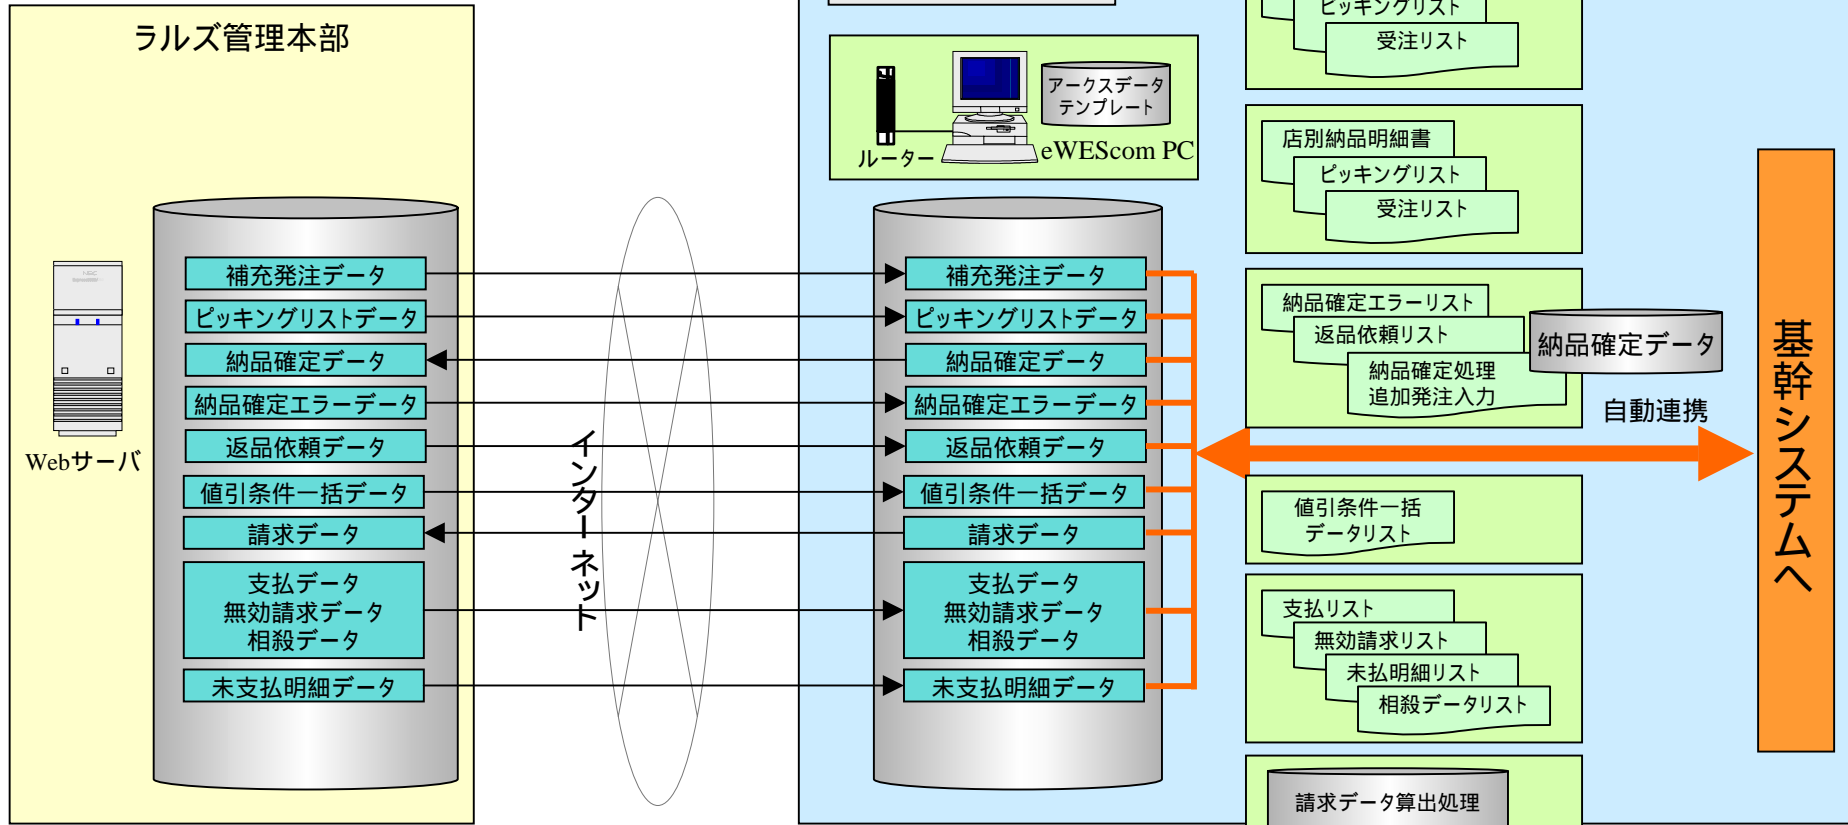 ラルズ管理本部
Webサーバ
補充発注データ
ピッキングリストデータ
納品確定データ
納品確定エラーデータ
返品依頼データ
値引条件一括データ
請求データ
支払データ
無効請求データ
相殺データ
未支払明細データ
インターネット
ルーター
アークスデータ
テンプレート
eWEScom PC
補充発注データ
ピッキングリストデータ
納品確定データ
納品確定エラーデータ
返品依頼データ
値引条件一括データ
請求データ
支払データ
無効請求データ
相殺データ
未支払明細データ
ピッキングリスト
受注リスト
店別納品明細書
ピッキングリスト
受注リスト
納品確定エラーリスト
返品依頼リスト
納品確定処理
追加発注入力
納品確定データ
自動連携
値引条件一括
データリスト
支払リスト
無効請求リスト
未払明細リスト
相殺データリスト
請求データ算出処理
基幹システムへ